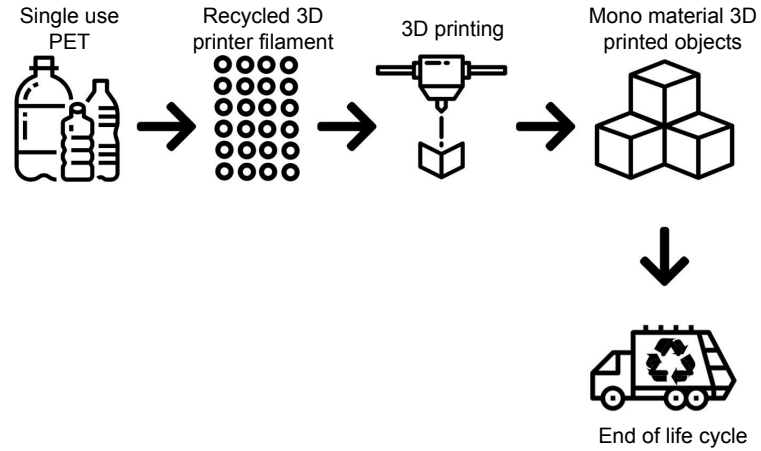 Single use
PET
Recycled 3D
printer filament
3D printing
Mono material 3D
printed objects
End of life cycle